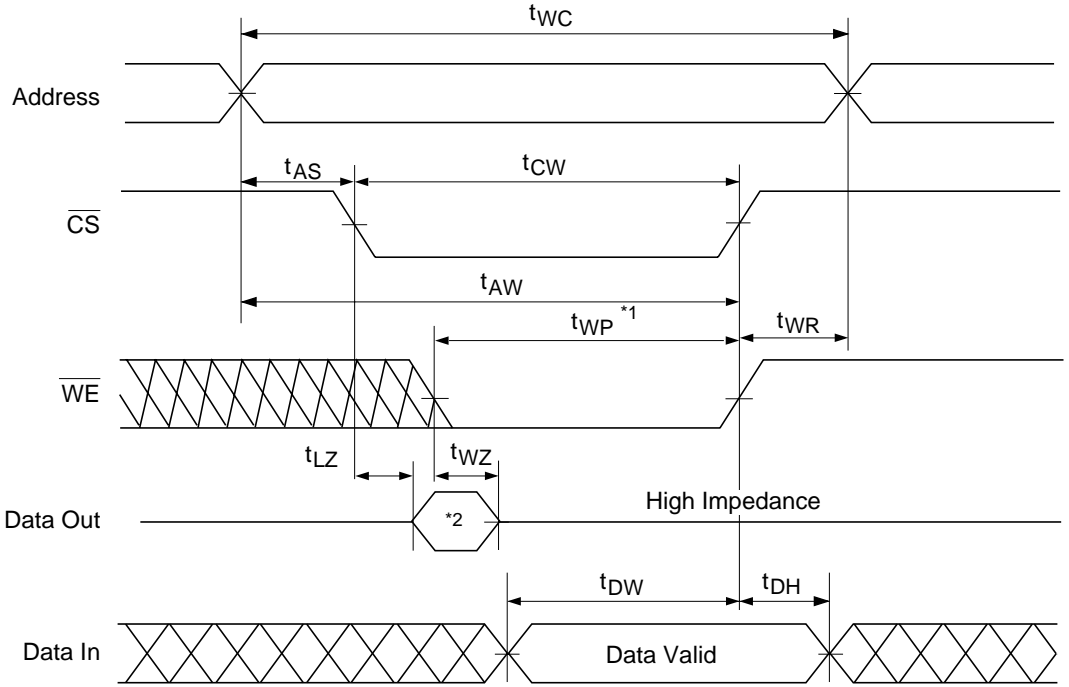 tWC
Address
tAS
tCW
CS
tAW
tWP *1
tWR
WE
tLZ
tWZ
High Impedance
Data Out
*2
tDW
tDH
Data In
Data Valid